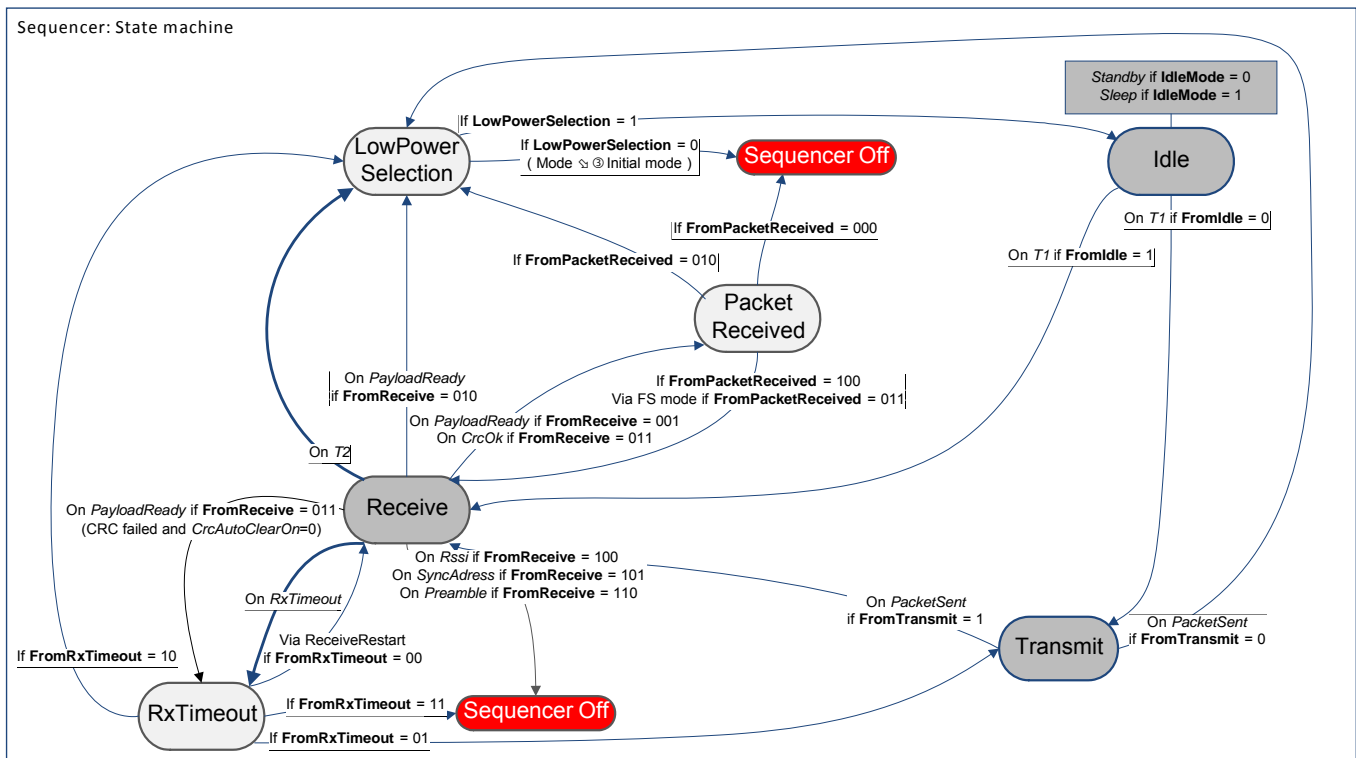 Sequencer: State machine
Standby if IdleMode = 0
Sleep if IdleMode = 1
If LowPowerSelection = 1
LowPower
Selection
If LowPowerSelection = 0
( Mode ⇘ ③ Initial mode )
Sequencer Off
Idle
On T1 if FromIdle = 0
If FromPacketReceived = 000
On T1 if FromIdle = 1
If FromPacketReceived = 010
Packet
Received
On PayloadReady
if FromReceive = 010
If FromPacketReceived = 100
Via FS mode if FromPacketReceived = 011
On PayloadReady if FromReceive = 001
On CrcOk if FromReceive = 011
On T2
Receive
On PayloadReady if FromReceive = 011
(CRC failed and CrcAutoClearOn=0)
On Rssi if FromReceive = 100
On SyncAdress if FromReceive = 101
On Preamble if FromReceive = 110
On RxTimeout
On PacketSent
if FromTransmit = 1
On PacketSent
if FromTransmit = 0
Transmit
Via ReceiveRestart
if FromRxTimeout = 00
If FromRxTimeout = 10
RxTimeout
If FromRxTimeout = 11
Sequencer Off
If FromRxTimeout = 01